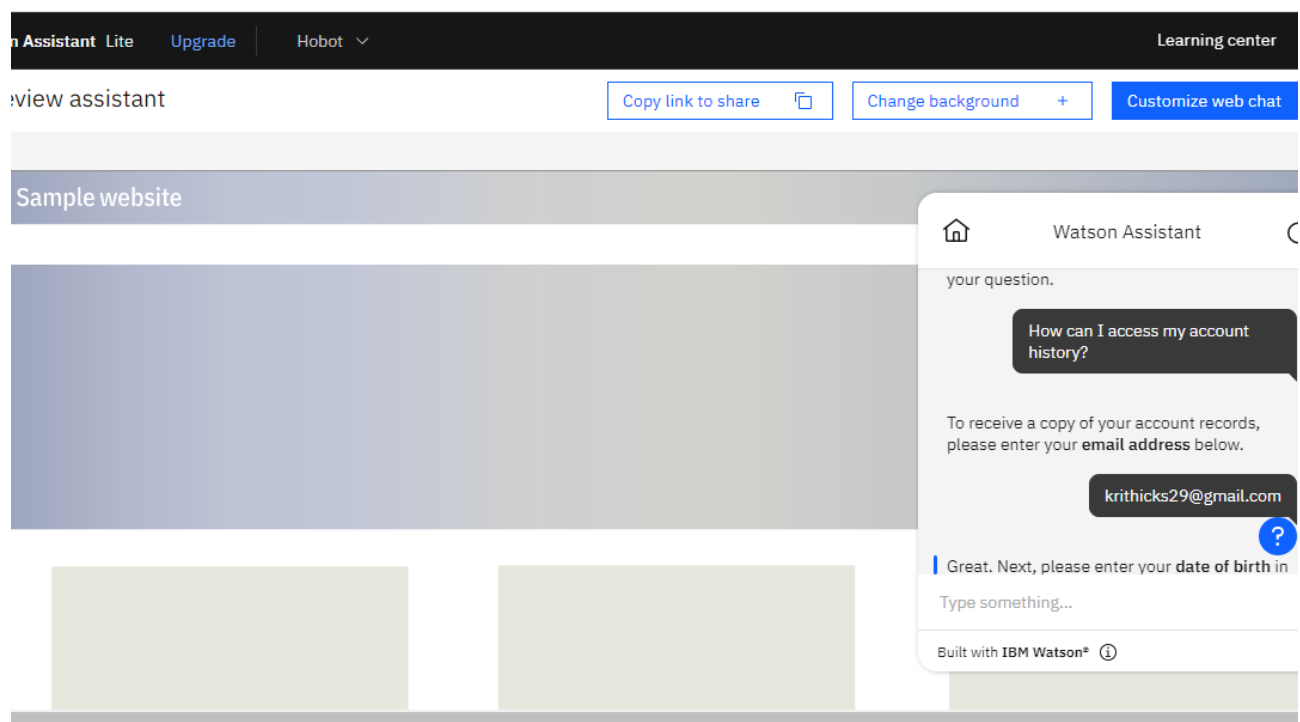 n Assistant Lite Upgrade Hobot Learning center
view assistant Copy link to share Change background + Customize web chat
Sample website
Watson Assistant
your question.
How can I access my account
history?
To receive a copy of your account records,
please enter your email address below.
krithicks29@gmail.com
?
Great. Next, please enter your date of birth in
Type something...
Built with IBM Watson®